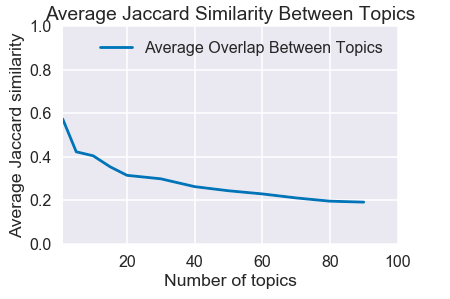 Average Jaccard Similarity Between Topics
1.0
Average Overlap Between Topics
0.8
0.6
0.4
0.2
0.0
20 40 60 80 100
Number of topics
Average Jaccard similarity